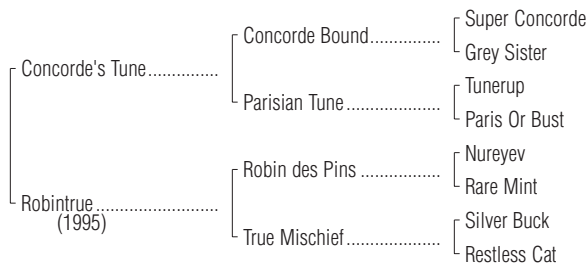 Super Concorde
Concorde Bound
Grey Sister
Concorde's Tune
Tunerup
Parisian Tune
Paris Or Bust
Nureyev
Robin des Pins
Rare Mint
Robintrue
(1995)
Silver Buck
True Mischief
Restless Cat